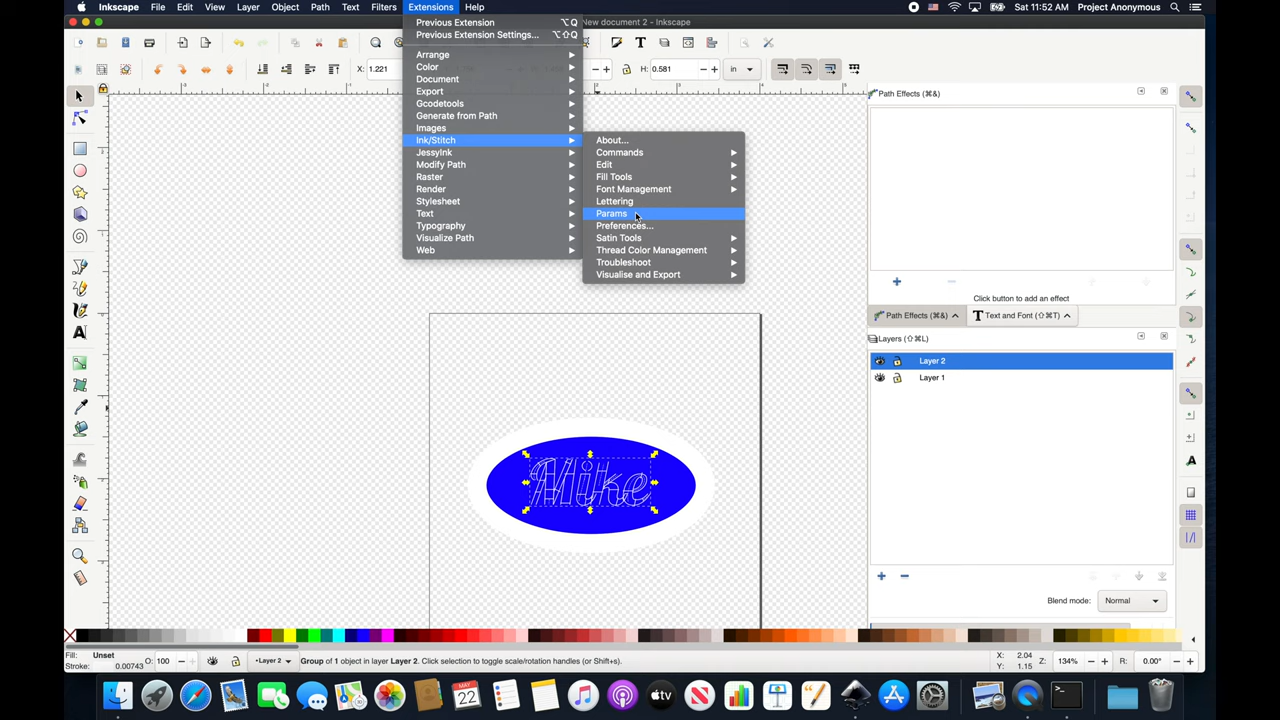 Inkscape File Edit View Layer Object Path Text Filters Extensions Help
Sat 11:52 AM Project Anonymous
New document 2 - Inkscape
X: 1.221
H: 0.581 in
Previous Extension ⌥Q
Previous Extension Settings... ⌥⇧Q
Arrange
Color
Document
Export
Gcodetools
Generate from Path
Images
Ink/Stitch
JessyInk
Modify Path
Raster
Render
Stylesheet
Text
Typography
Visualize Path
Web
About...
Commands
Edit
Fill Tools
Font Management
Lettering
Params
Preferences...
Satin Tools
Thread Color Management
Troubleshoot
Visualise and Export
Path Effects (⌘&)
Click button to add an effect
Path Effects (⌘&) Text and Font (⇧⌘T)
Layers (⇧⌘L)
Layer 2
Layer 1
Mike
Blend mode: Normal
Fill: Unset
Stroke: 0.00743
O: 100
Layer 2
Group of 1 object in layer Layer 2. Click selection to toggle scale/rotation handles (or Shift+s).
X: 2.04
Y: 1.15
Z: 134%
R: 0.00°
MAY
22
tv